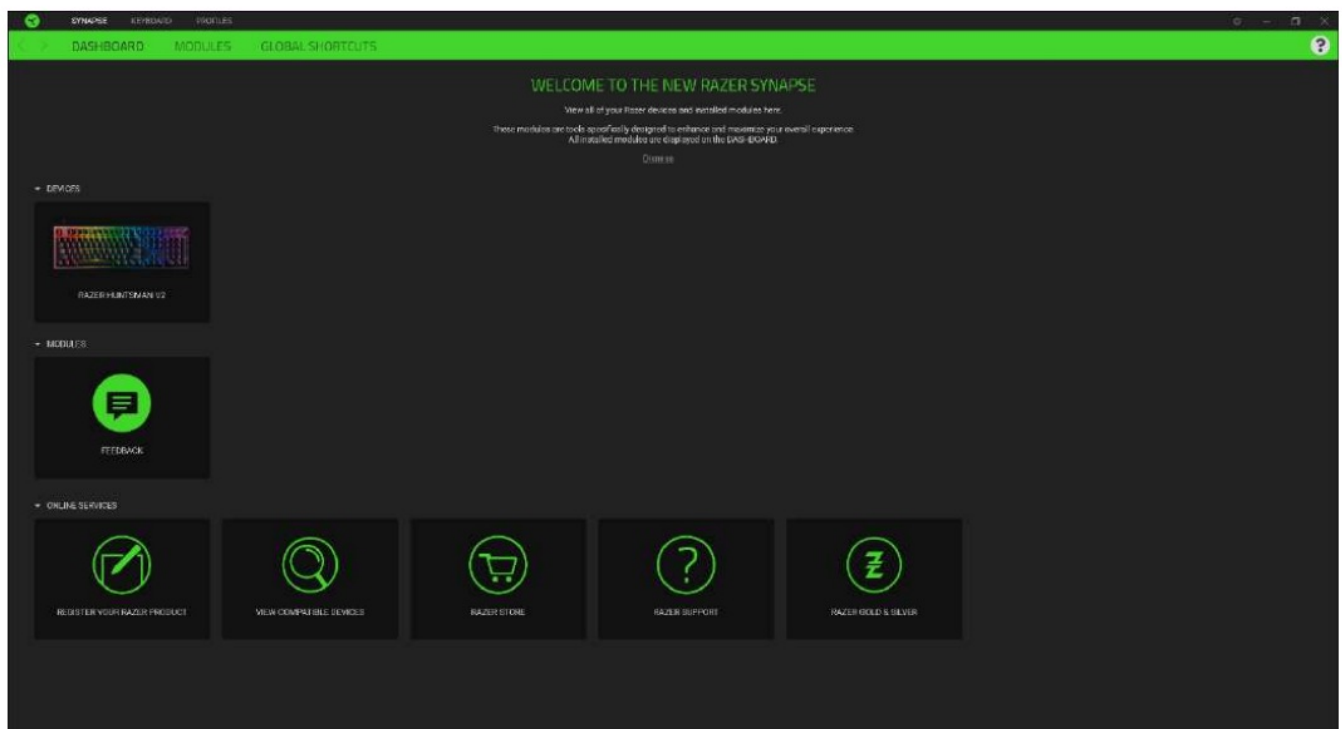 SYNAPSE KEYBOARD PROFILES
DASHBOARD MODULES GLOBAL SHORTCUTS ?
WELCOME TO THE NEW RAZER SYNAPSE
View all of your Razer devices and installed modules here.
These modules are tools specifically designed to enhance and maximize your overall experience.
All installed modules are displayed on the DASHBOARD.
Dismiss
DEVICES
RAZER HUNTSMAN V2
MODULES
FEEDBACK
ONLINE SERVICES
REGISTER YOUR RAZER PRODUCT VIEW COMPATIBLE DEVICES RAZER STORE RAZER SUPPORT RAZER GOLD & SILVER